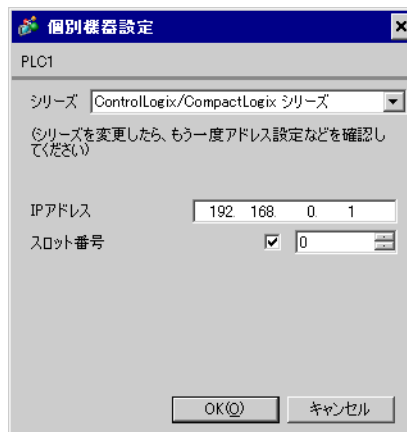 個別機器設定
PLC1
シリーズ ControlLogix/CompactLogix シリーズ
(シリーズを変更したら、もう一度アドレス設定などを確認し
てください)
IPアドレス 192. 168. 0. 1
スロット番号 0
OK(O) キャンセル